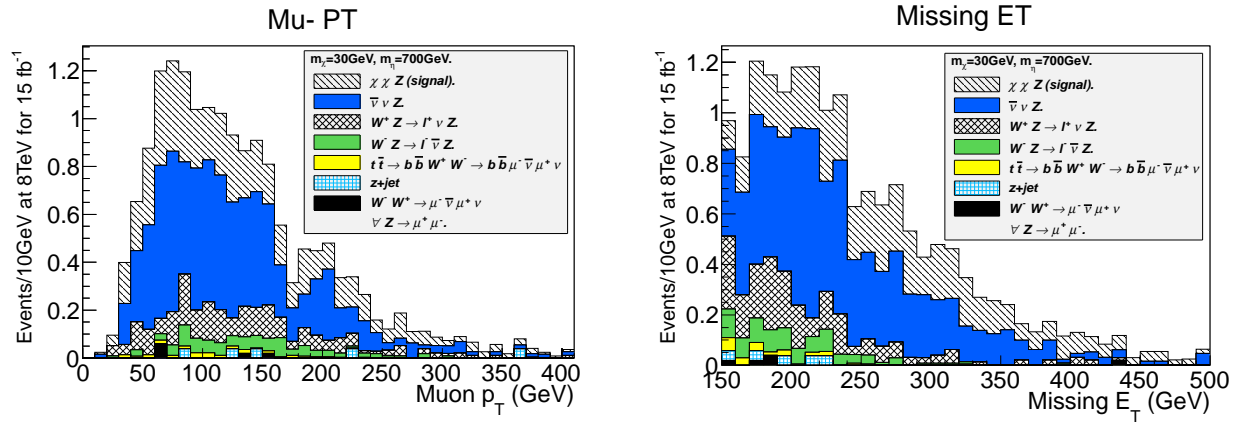 Mu- PT
Events/10GeV at 8TeV for 15 fb⁻¹
1.2
1
0.8
0.6
0.4
0.2
0
m_χ=30GeV, m_η=700GeV.
χ χ Z (signal).
ν̅ ν Z.
W⁺ Z → l⁺ ν Z.
W⁻ Z → l⁻ ν̅ Z.
t t̅ → b b̅ W⁺ W⁻ → b b̅ μ⁻ ν̅ μ⁺ ν
z+jet
W⁻ W⁺ → μ⁻ ν̅ μ⁺ ν
∀ Z → μ⁺ μ⁻.
0 50 100 150 200 250 300 350 400
Muon p_T (GeV)
Missing ET
Events/10GeV at 8TeV for 15 fb⁻¹
1.2
1
0.8
0.6
0.4
0.2
0
m_χ=30GeV, m_η=700GeV.
χ χ Z (signal).
ν̅ ν Z.
W⁺ Z → l⁺ ν Z.
W⁻ Z → l⁻ ν̅ Z.
t t̅ → b b̅ W⁺ W⁻ → b b̅ μ⁻ ν̅ μ⁺ ν
z+jet
W⁻ W⁺ → μ⁻ ν̅ μ⁺ ν
∀ Z → μ⁺ μ⁻.
150 200 250 300 350 400 450 500
Missing E_T (GeV)